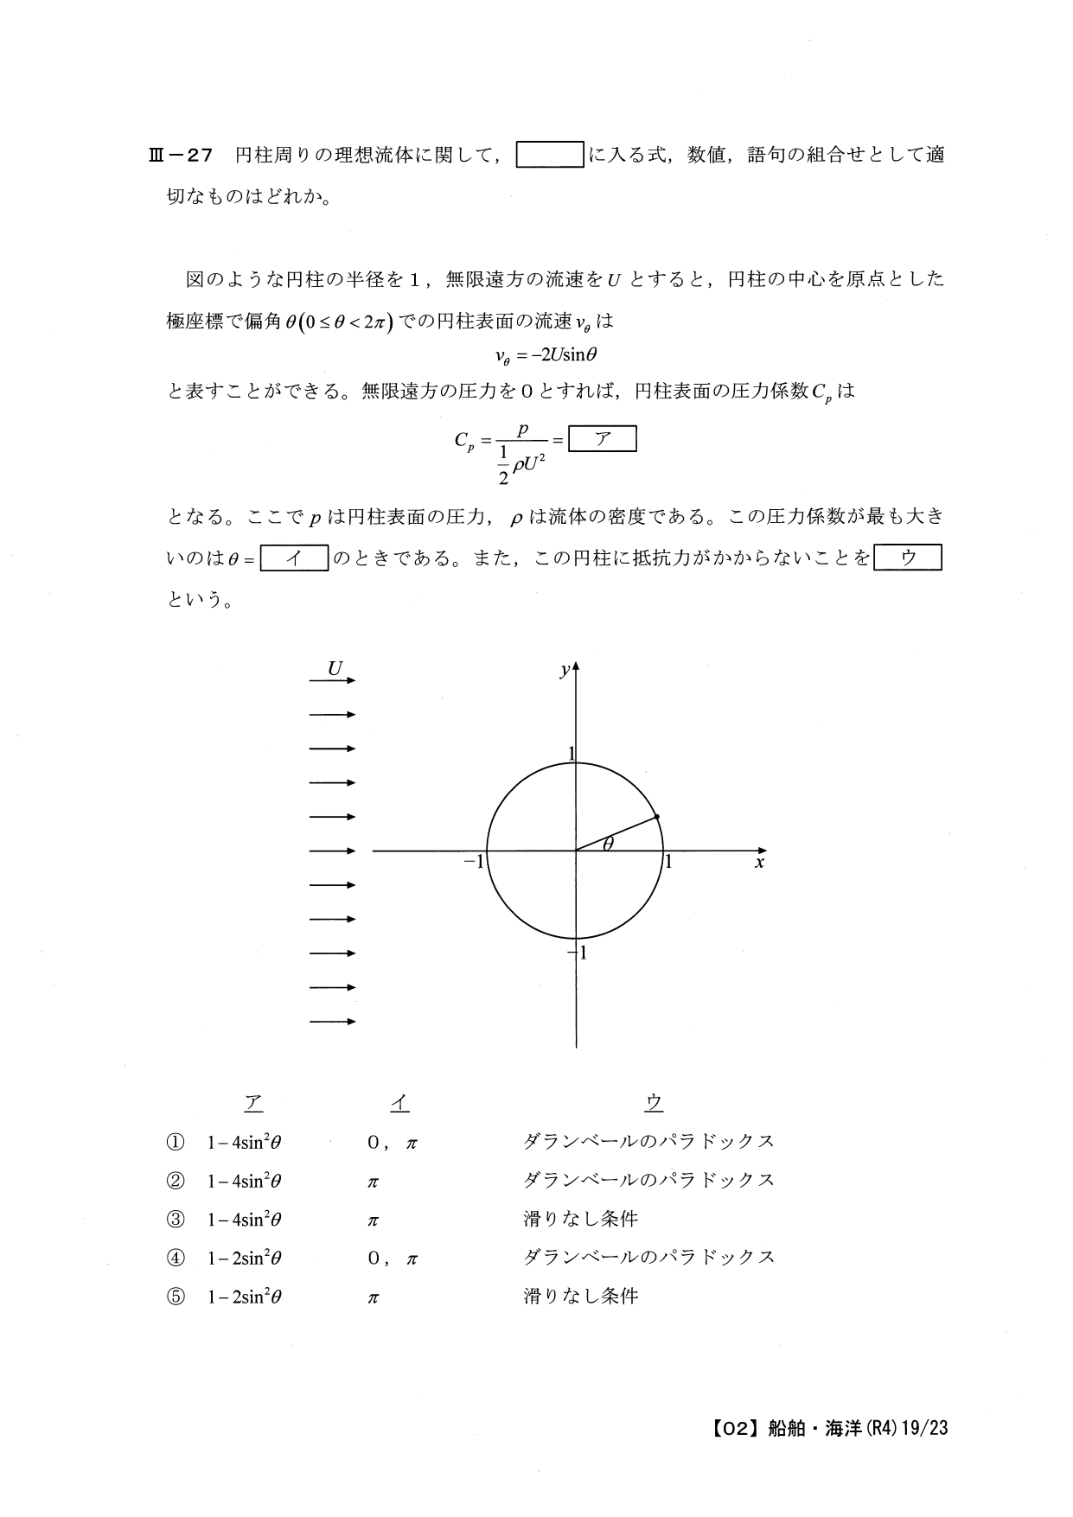 Ⅲ－27 円柱周りの理想流体に関して，に入る式，数値，語句の組合せとして適
切なものはどれか。
図のような円柱の半径を１，無限遠方の流速をUとすると，円柱の中心を原点とした
極座標で偏角θ(0≤θ<2π)での円柱表面の流速v_θは
v_θ = −2Usinθ
と表すことができる。無限遠方の圧力を０とすれば，円柱表面の圧力係数C_pは
C_p = p / (1/2 ρU²) = ア
となる。ここでpは円柱表面の圧力，ρは流体の密度である。この圧力係数が最も大き
いのはθ=イのときである。また，この円柱に抵抗力がかからないことをウ
という。
U
y
1
θ
−1
1
x
−1
ア イ ウ
① 1−4sin²θ 0，π ダランベールのパラドックス
② 1−4sin²θ π ダランベールのパラドックス
③ 1−4sin²θ π 滑りなし条件
④ 1−2sin²θ 0，π ダランベールのパラドックス
⑤ 1−2sin²θ π 滑りなし条件
【02】船舶・海洋(R4)19/23